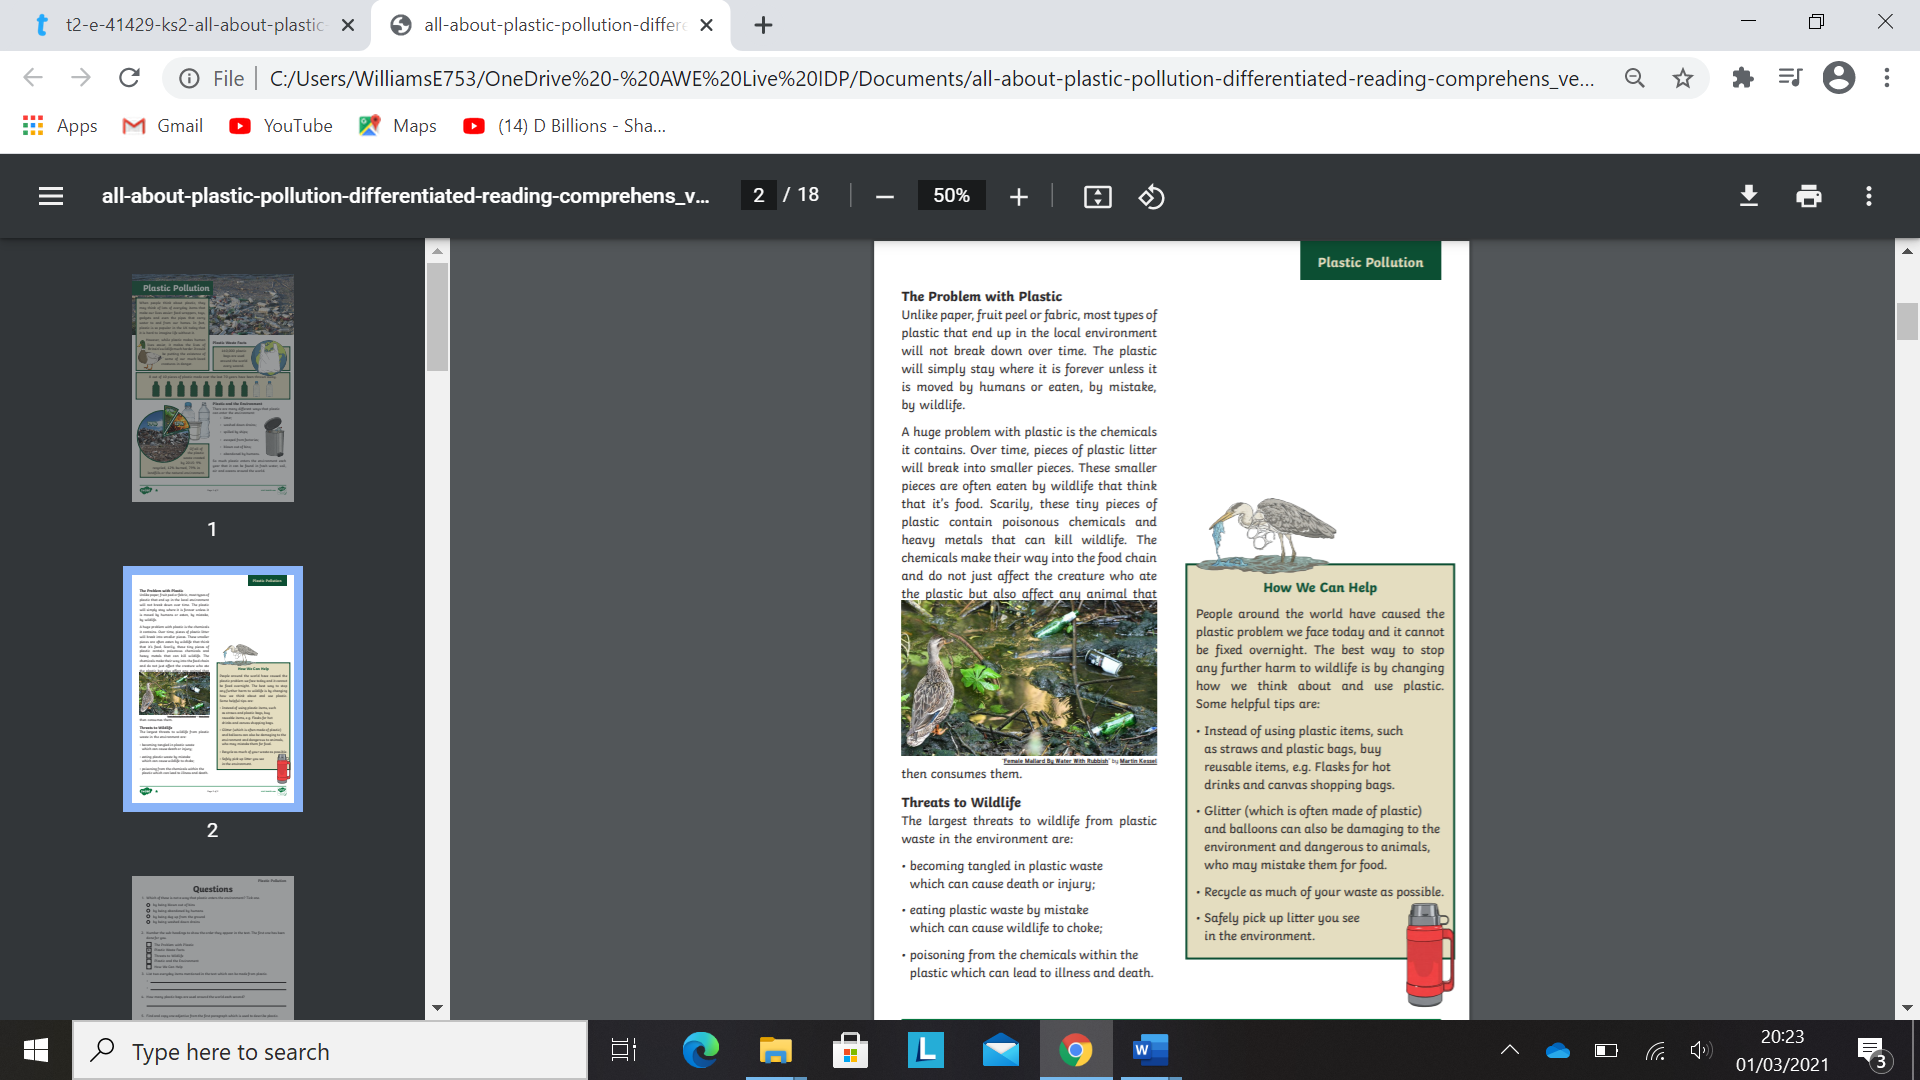 t2-e-41429-ks2-all-about-plastic
all-about-plastic-pollution-differe
File
C:/Users/WilliamsE753/OneDrive%20-%20AWE%20Live%20IDP/Documents/all-about-plastic-pollution-differentiated-reading-comprehens_ve...
Apps
Gmail
YouTube
Maps
(14) D Billions - Sha...
all-about-plastic-pollution-differentiated-reading-comprehens_v...
2 / 18
50%
Plastic Pollution
1
2
Questions
Plastic Pollution
The Problem with Plastic
Unlike paper, fruit peel or fabric, most types of
plastic that end up in the local environment
will not break down over time. The plastic
will simply stay where it is forever unless it
is moved by humans or eaten, by mistake,
by wildlife.
A huge problem with plastic is the chemicals
it contains. Over time, pieces of plastic litter
will break into smaller pieces. These smaller
pieces are often eaten by wildlife that think
that it's food. Scarily, these tiny pieces of
plastic contain poisonous chemicals and
heavy metals that can kill wildlife. The
chemicals make their way into the food chain
and do not just affect the creature who ate
the plastic but also affect any animal that
'Female Mallard By Water With Rubbish' by Martin Kessel
then consumes them.
Threats to Wildlife
The largest threats to wildlife from plastic
waste in the environment are:
• becoming tangled in plastic waste
which can cause death or injury;
• eating plastic waste by mistake
which can cause wildlife to choke;
• poisoning from the chemicals within the
plastic which can lead to illness and death.
How We Can Help
People around the world have caused the
plastic problem we face today and it cannot
be fixed overnight. The best way to stop
any further harm to wildlife is by changing
how we think about and use plastic.
Some helpful tips are:
• Instead of using plastic items, such
as straws and plastic bags, buy
reusable items, e.g. Flasks for hot
drinks and canvas shopping bags.
• Glitter (which is often made of plastic)
and balloons can also be damaging to the
environment and dangerous to animals,
who may mistake them for food.
• Recycle as much of your waste as possible.
• Safely pick up litter you see
in the environment.
Type here to search
20:23
01/03/2021
3